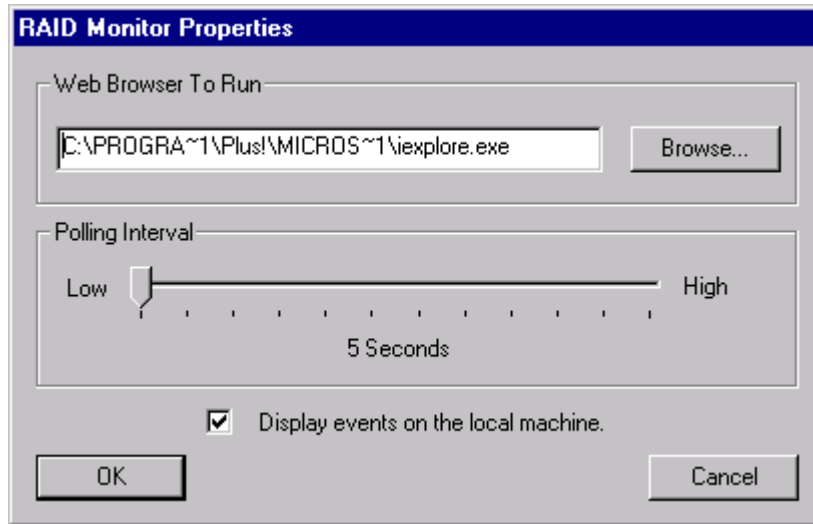 RAID Monitor Properties
Web Browser To Run
C:\PROGRA~1\Plus!\MICROS~1\iexplore.exe
Browse...
Polling Interval
Low
High
5 Seconds
Display events on the local machine.
OK
Cancel